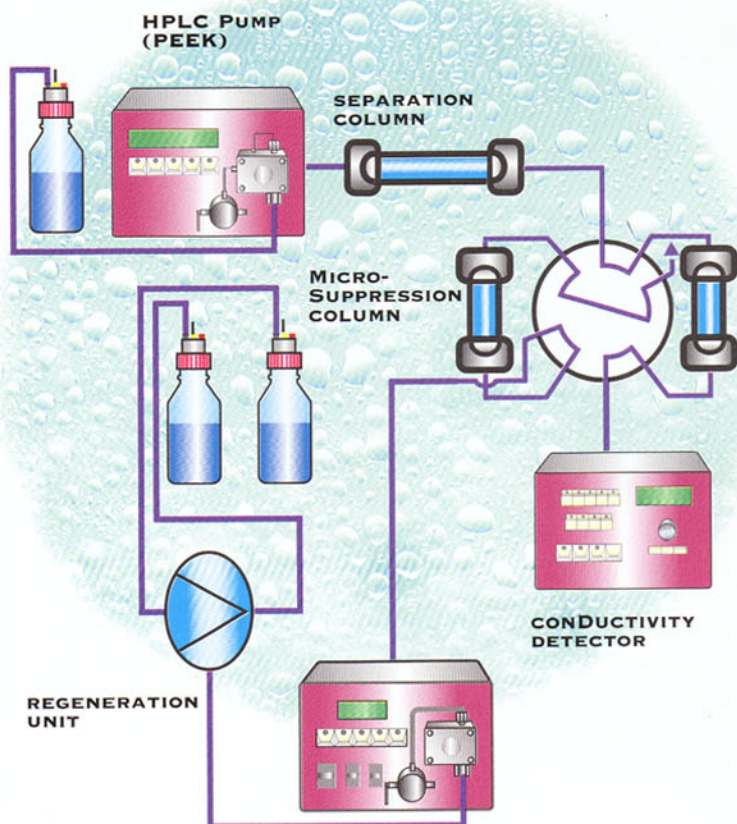 HPLC PUMP
(PEEK)
SEPARATION
COLUMN
MICRO-
SUPPRESSION
COLUMN
CONDUCTIVITY
DETECTOR
REGENERATION
UNIT